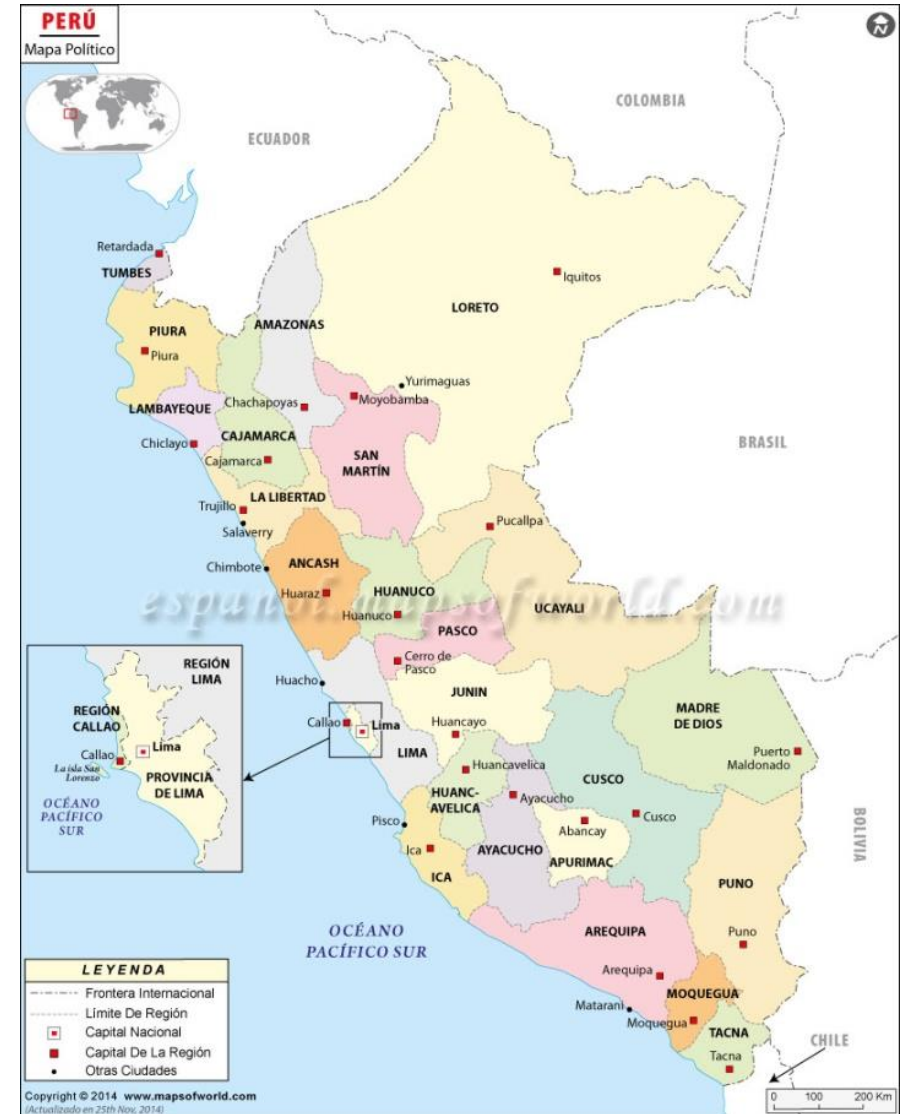 PERÚ
Mapa Político
N
COLOMBIA
ECUADOR
Retardada
TUMBES
Iquitos
LORETO
AMAZONAS
PIURA
Piura
Yurimaguas
Moyobamba
Chachapoyas
LAMBAYEQUE
CAJAMARCA
Chiclayo
BRASIL
SAN
MARTÍN
Cajamarca
LA LIBERTAD
Trujillo
Pucallpa
Salaverry
ANCASH
Chimbote
HUANUCO
Huaraz
espanol.mapsofworld.com
UCAYALI
Huanuco
PASCO
Cerro de
Pasco
REGIÓN
LIMA
Huacho
JUNIN
MADRE
DE DIOS
REGIÓN
CALLAO
Callao
Lima
Huancayo
Lima
Callao
La isla San
Lorenzo
LIMA
Puerto
Maldonado
Huancavelica
PROVINCIA
DE LIMA
CUSCO
HUANC-
AVELICA
Ayacucho
OCÉANO
PACÍFICO
SUR
Cusco
Pisco
Abancay
BOLIVIA
Ica
AYACUCHO
APURIMAC
ICA
PUNO
OCÉANO
PACÍFICO SUR
AREQUIPA
Puno
LEYENDA
Frontera Internacional
Límite De Región
Capital Nacional
Capital De La Región
Otras Ciudades
Arequipa
MOQUEGUA
Matarani
Moquegua
TACNA
CHILE
Tacna
Copyright © 2014 www.mapsofworld.com
(Actualizado en 25th Nov, 2014)
0 100 200 Km